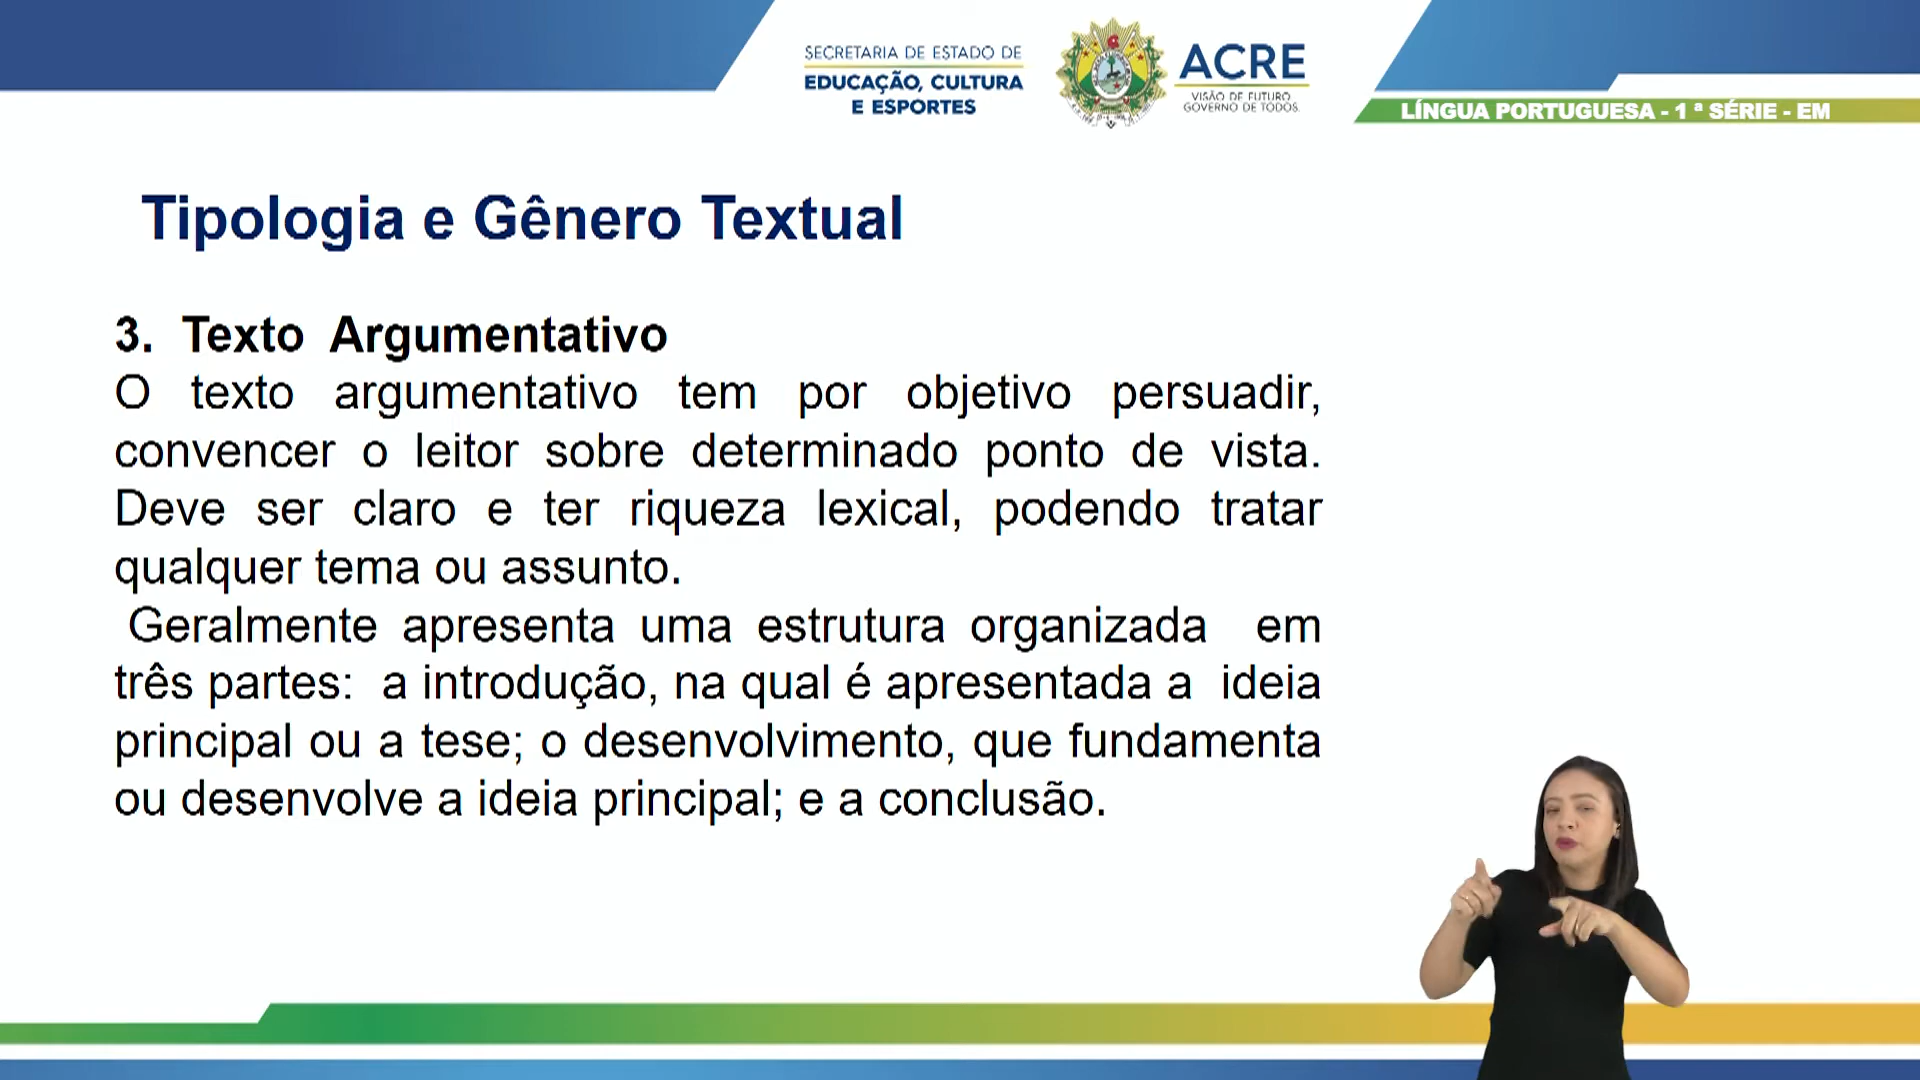 SECRETARIA DE ESTADO DE
EDUCAÇÃO, CULTURA
E ESPORTES
ACRE
VISÃO DE FUTURO
GOVERNO DE TODOS
LÍNGUA PORTUGUESA - 1 ª SÉRIE - EM
Tipologia e Gênero Textual
3. Texto Argumentativo
O texto argumentativo tem por objetivo persuadir,
convencer o leitor sobre determinado ponto de vista.
Deve ser claro e ter riqueza lexical, podendo tratar
qualquer tema ou assunto.
Geralmente apresenta uma estrutura organizada em
três partes: a introdução, na qual é apresentada a ideia
principal ou a tese; o desenvolvimento, que fundamenta
ou desenvolve a ideia principal; e a conclusão.